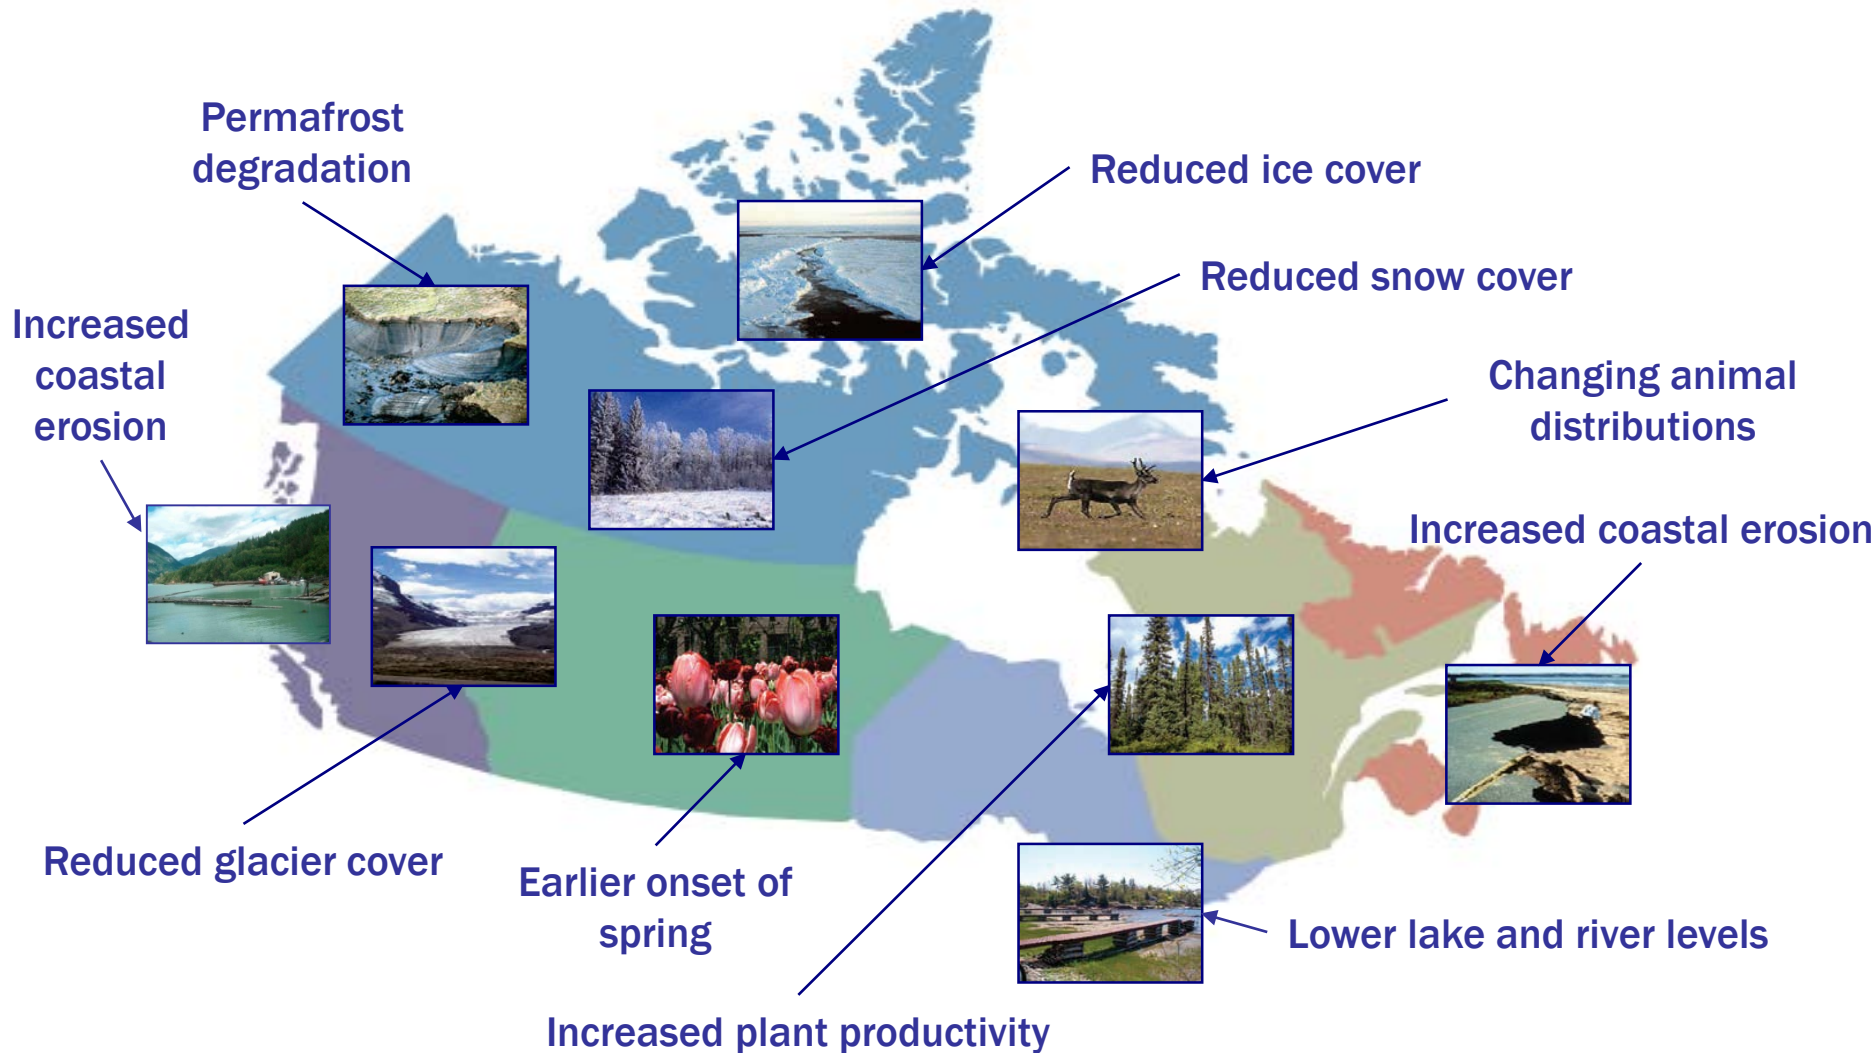 Permafrost
degradation
Reduced ice cover
Reduced snow cover
Increased
coastal
erosion
Changing animal
distributions
Increased coastal erosion
Reduced glacier cover
Earlier onset of
spring
Lower lake and river levels
Increased plant productivity